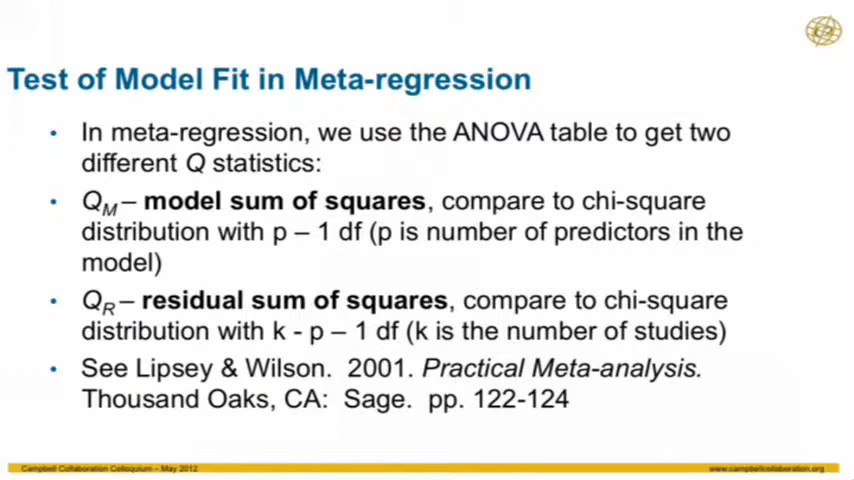 Test of Model Fit in Meta-regression
• In meta-regression, we use the ANOVA table to get two
different Q statistics:
• QM – model sum of squares, compare to chi-square
distribution with p – 1 df (p is number of predictors in the
model)
• QR – residual sum of squares, compare to chi-square
distribution with k - p – 1 df (k is the number of studies)
• See Lipsey & Wilson. 2001. Practical Meta-analysis.
Thousand Oaks, CA: Sage. pp. 122-124
Campbell Collaboration Colloquium – May 2012
www.campbellcollaboration.org